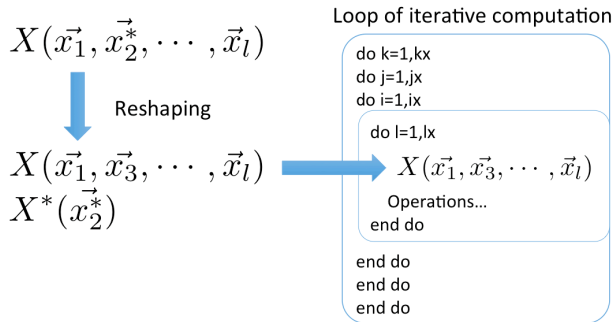 Loop of iterative computation
X(x⃗₁, x⃗₂*, ⋯, x⃗ₗ)
Reshaping
X(x⃗₁, x⃗₃, ⋯, x⃗ₗ)
X*(x⃗₂*)
do k=1,kx
do j=1,jx
do i=1,ix
do l=1,lx
X(x⃗₁, x⃗₃, ⋯, x⃗ₗ)
Operations...
end do
end do
end do
end do